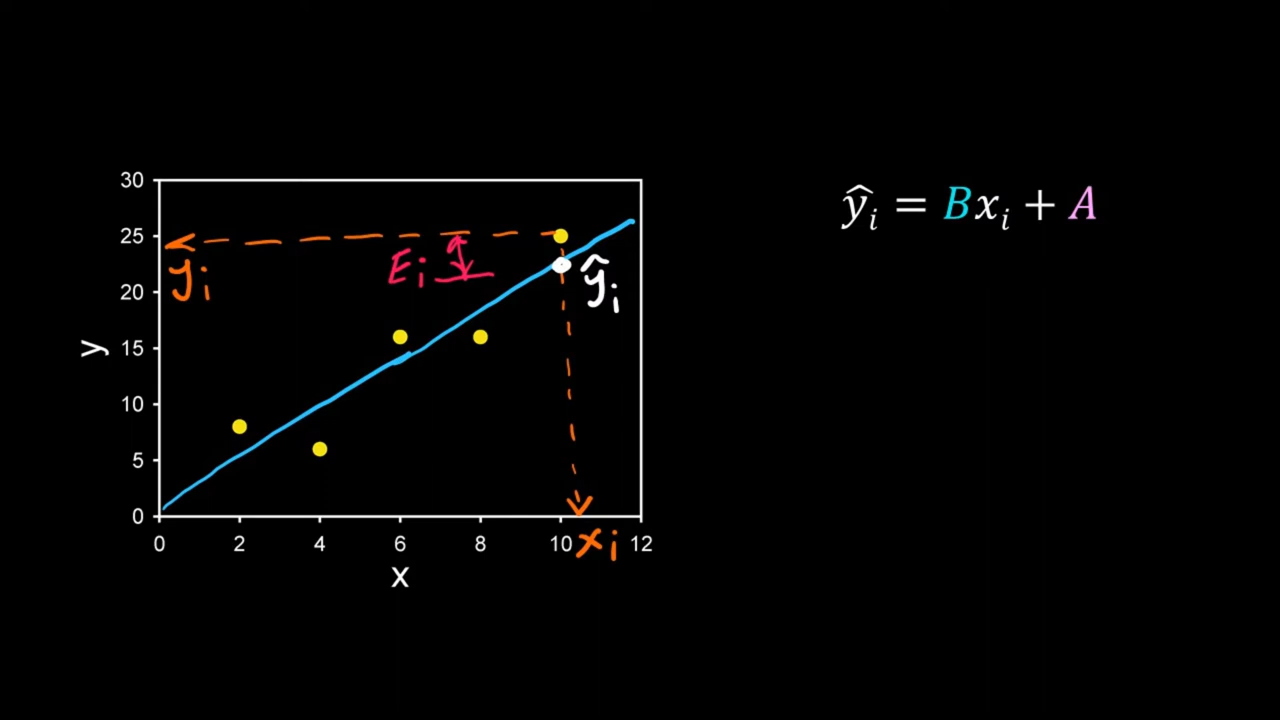 ŷᵢ = Bxᵢ + A
30
25
20
15
10
5
0
y
yᵢ
Eᵢ
ŷᵢ
0 2 4 6 8 10 12
xᵢ
x